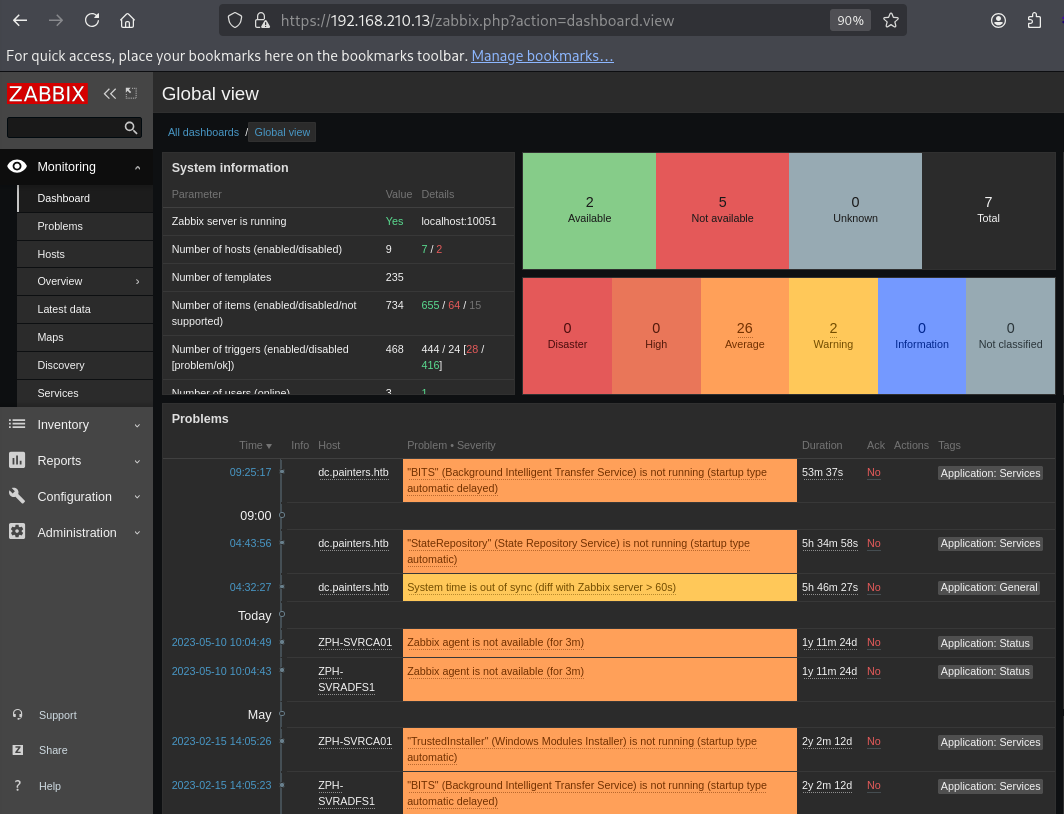 https://192.168.210.13/zabbix.php?action=dashboard.view 90%
For quick access, place your bookmarks here on the bookmarks toolbar. Manage bookmarks…
ZABBIX
Global view
All dashboards / Global view
Monitoring
Dashboard
Problems
Hosts
Overview
Latest data
Maps
Discovery
Services
Inventory
Reports
Configuration
Administration
Support
Share
Help
System information
Parameter Value Details
Zabbix server is running Yes localhost:10051
Number of hosts (enabled/disabled) 9 7 / 2
Number of templates 235
Number of items (enabled/disabled/not 734 655 / 64 / 15
supported)
Number of triggers (enabled/disabled 468 444 / 24 [28 /
[problem/ok]) 416]
Number of users (online) 3 1
2 5 0 7
Available Not available Unknown Total
0 0 26 2 0 0
Disaster High Average Warning Information Not classified
Problems
Time Info Host Problem • Severity Duration Ack Actions Tags
09:25:17 dc.painters.htb "BITS" (Background Intelligent Transfer Service) is not running (startup type 53m 37s No Application: Services
automatic delayed)
09:00
04:43:56 dc.painters.htb "StateRepository" (State Repository Service) is not running (startup type 5h 34m 58s No Application: Services
automatic)
04:32:27 dc.painters.htb System time is out of sync (diff with Zabbix server > 60s) 5h 46m 27s No Application: General
Today
2023-05-10 10:04:49 ZPH-SVRCA01 Zabbix agent is not available (for 3m) 1y 11m 24d No Application: Status
2023-05-10 10:04:43 ZPH- Zabbix agent is not available (for 3m) 1y 11m 24d No Application: Status
SVRADFS1
May
2023-02-15 14:05:26 ZPH-SVRCA01 "TrustedInstaller" (Windows Modules Installer) is not running (startup type 2y 2m 12d No Application: Services
automatic)
2023-02-15 14:05:23 ZPH- "BITS" (Background Intelligent Transfer Service) is not running (startup type 2y 2m 12d No Application: Services
SVRADFS1 automatic delayed)